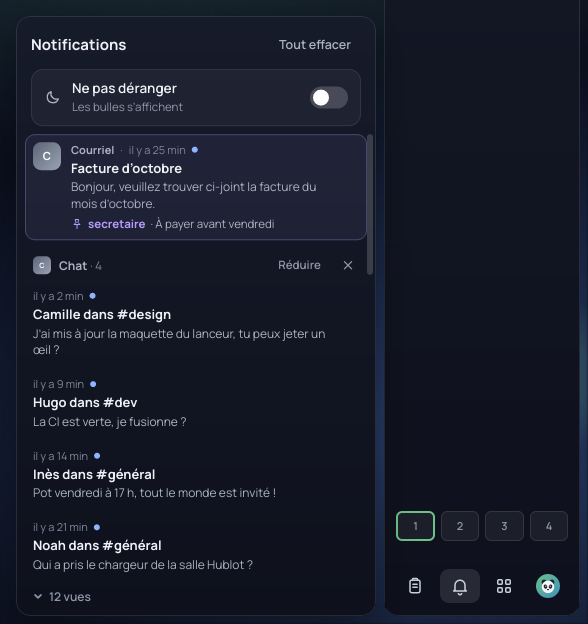 Notifications
Tout effacer
Ne pas déranger
Les bulles s'affichent
C
Courriel · il y a 25 min
Facture d'octobre
Bonjour, veuillez trouver ci-joint la facture du
mois d'octobre.
secretaire · À payer avant vendredi
C
Chat · 4
Réduire
il y a 2 min
Camille dans #design
J'ai mis à jour la maquette du lanceur, tu peux jeter un
œil ?
il y a 9 min
Hugo dans #dev
La CI est verte, je fusionne ?
il y a 14 min
Inès dans #général
Pot vendredi à 17 h, tout le monde est invité !
il y a 21 min
Noah dans #général
Qui a pris le chargeur de la salle Hublot ?
12 vues
1 2 3 4